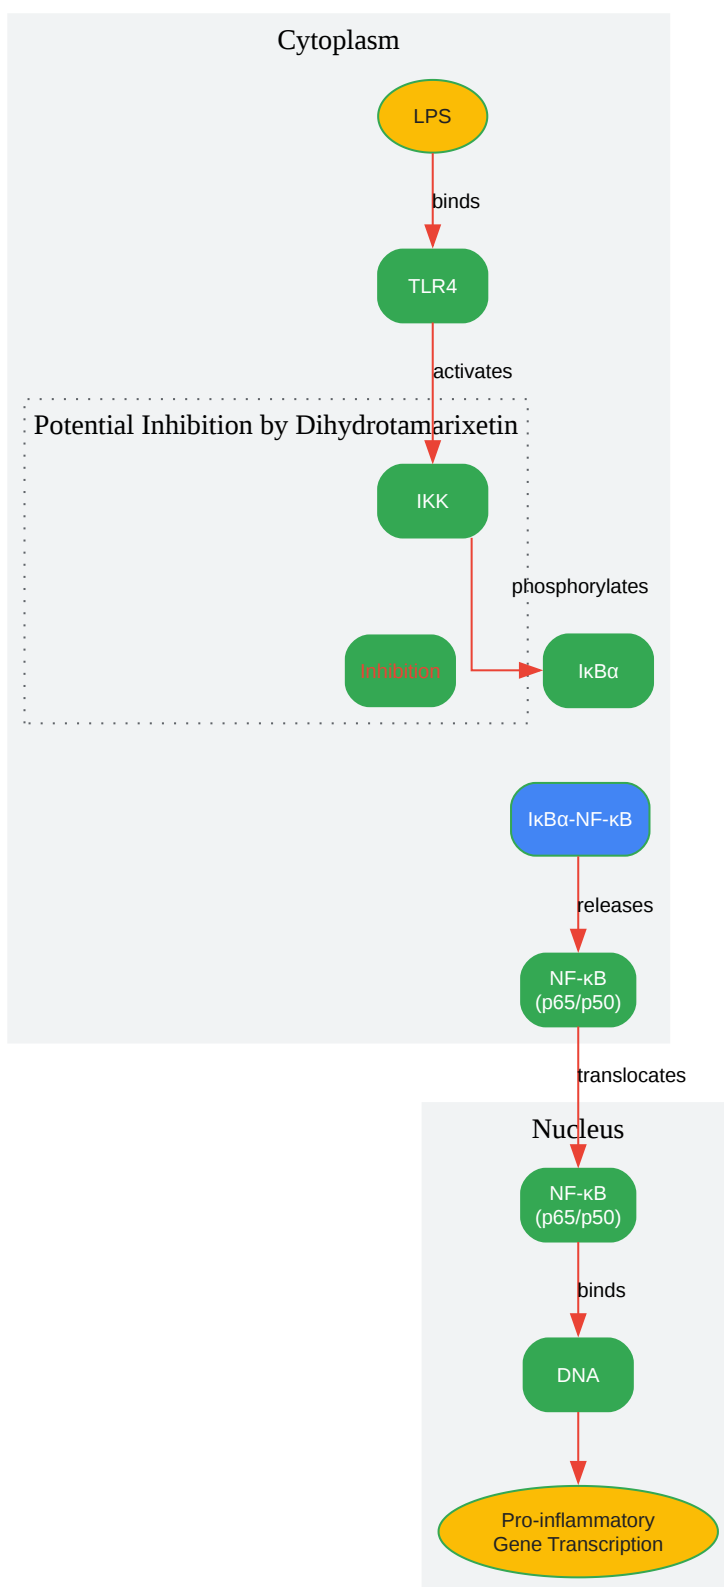 Cytoplasm
LPS
binds
TLR4
activates
Potential Inhibition by Dihydrotamarixetin
IKK
phosphorylates
Inhibition
IκBα
IκBα-NF-κB
releases
NF-κB
(p65/p50)
translocates
Nucleus
NF-κB
(p65/p50)
binds
DNA
Pro-inflammatory
Gene Transcription